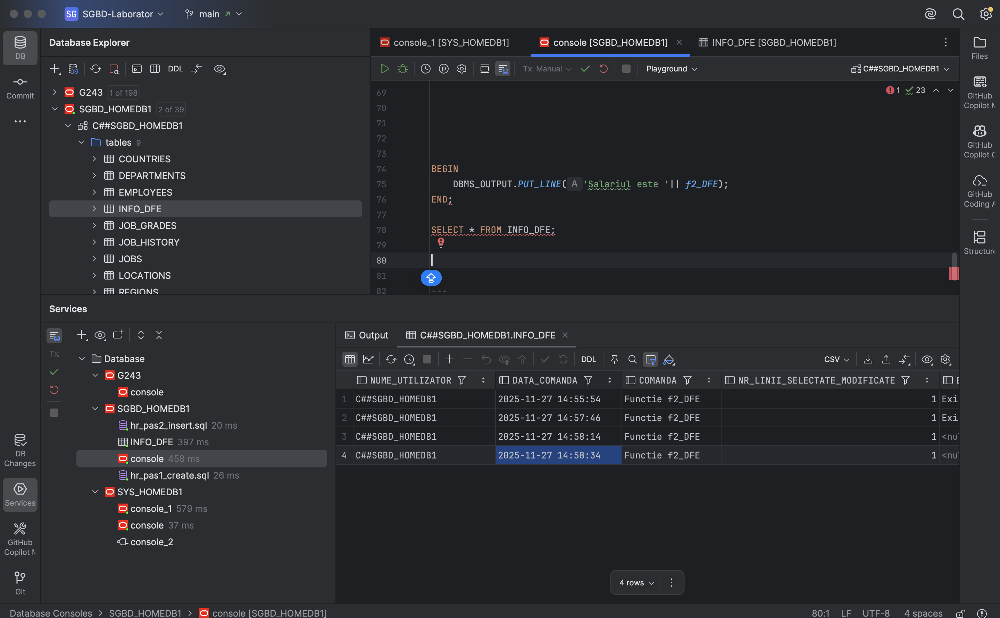 SG SGBD-Laborator main
DB
Commit
Database Explorer
DDL
G243 1 of 198
SGBD_HOMEDB1 2 of 39
C##SGBD_HOMEDB1
tables 9
COUNTRIES
DEPARTMENTS
EMPLOYEES
INFO_DFE
JOB_GRADES
JOB_HISTORY
JOBS
LOCATIONS
REGIONS
console_1 [SYS_HOMEDB1] console [SGBD_HOMEDB1] INFO_DFE [SGBD_HOMEDB1]
Tx: Manual Playground C##SGBD_HOMEDB1
1 23
69
70
71
72
73
74 BEGIN
75 DBMS_OUTPUT.PUT_LINE( A 'Salariul este '|| f2_DFE);
76 END;
77
78 SELECT * FROM INFO_DFE;
79
80
81
82 ---
Files
GitHub
Copilot M
GitHub
Copilot C
GitHub
Coding A
Structure
Services
Tx
Database
G243
console
SGBD_HOMEDB1
hr_pas2_insert.sql 20 ms
INFO_DFE 397 ms
console 458 ms
hr_pas1_create.sql 26 ms
SYS_HOMEDB1
console_1 579 ms
console 37 ms
console_2
Output C##SGBD_HOMEDB1.INFO_DFE
DDL CSV
NUME_UTILIZATOR DATA_COMANDA COMANDA NR_LINII_SELECTATE_MODIFICATE
1 C##SGBD_HOMEDB1 2025-11-27 14:55:54 Functie f2_DFE 1 Exi
2 C##SGBD_HOMEDB1 2025-11-27 14:57:46 Functie f2_DFE 1 Exi
3 C##SGBD_HOMEDB1 2025-11-27 14:58:14 Functie f2_DFE 1 <nu
4 C##SGBD_HOMEDB1 2025-11-27 14:58:34 Functie f2_DFE 1 <nu
4 rows
DB
Changes
Services
GitHub
Copilot M
Git
Database Consoles > SGBD_HOMEDB1 > console [SGBD_HOMEDB1]
80:1 LF UTF-8 4 spaces